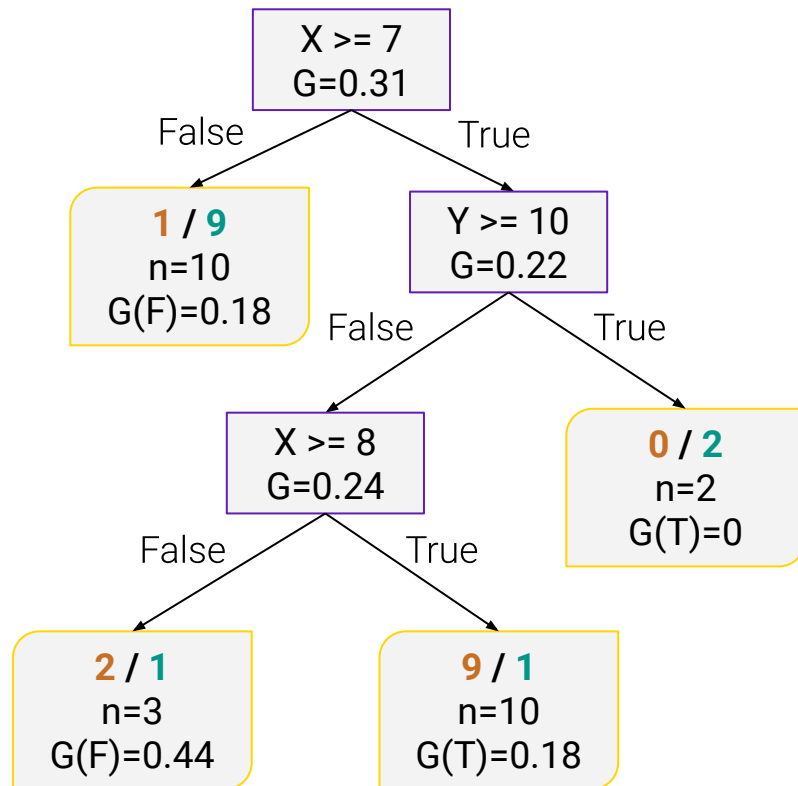 X >= 7
G=0.31
False
True
1 / 9
n=10
G(F)=0.18
Y >= 10
G=0.22
False
True
X >= 8
G=0.24
0 / 2
n=2
G(T)=0
False
True
2 / 1
n=3
G(F)=0.44
9 / 1
n=10
G(T)=0.18